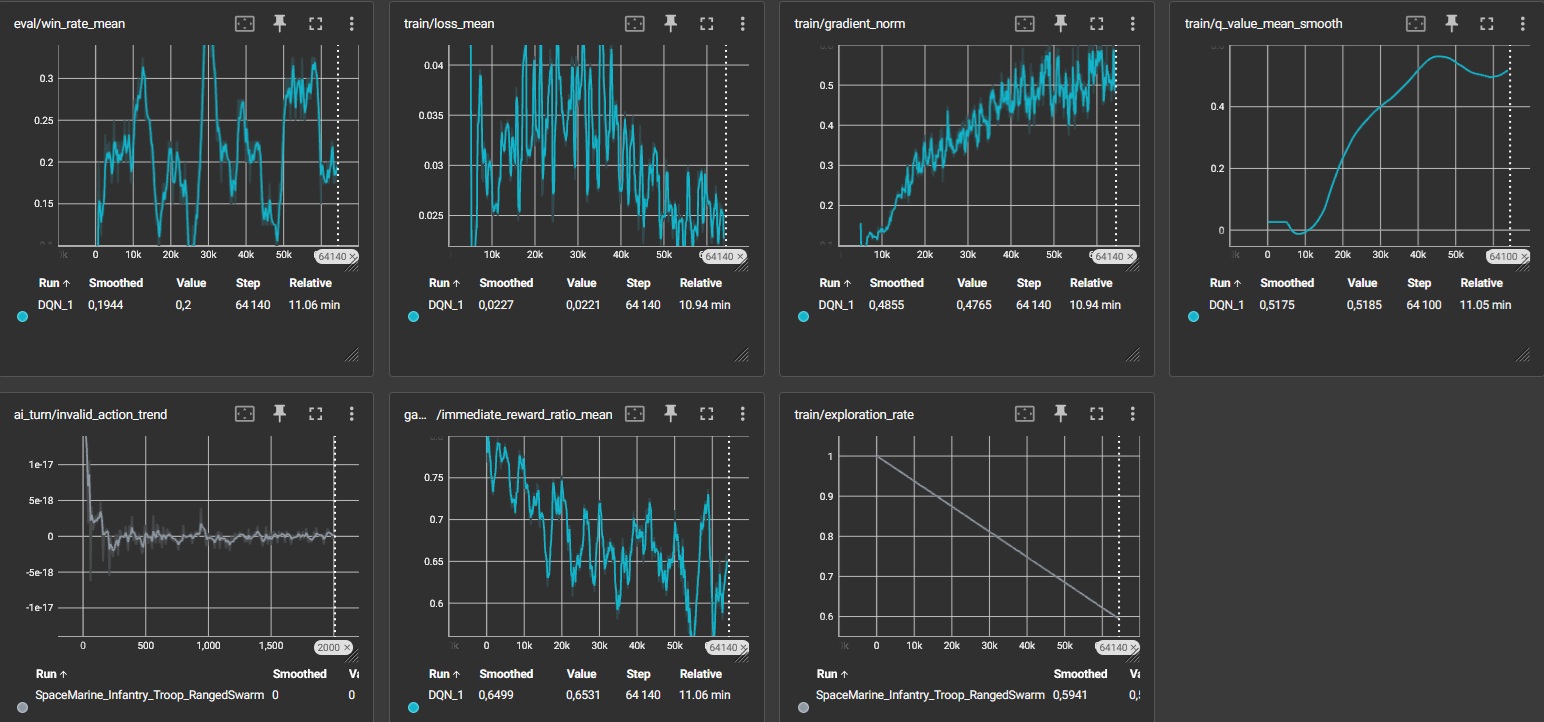 eval/win_rate_mean
0.3
0.25
0.2
0.15
0 10k 20k 30k 40k 50k 64140 ×
Run ↑ Smoothed Value Step Relative
DQN_1 0,1944 0,2 64 140 11.06 min
train/loss_mean
0.04
0.035
0.03
0.025
10k 20k 30k 40k 50k 64140 ×
Run ↑ Smoothed Value Step Relative
DQN_1 0,0227 0,0221 64 140 10.94 min
train/gradient_norm
0.5
0.4
0.3
0.2
10k 20k 30k 40k 50k 64140 ×
Run ↑ Smoothed Value Step Relative
DQN_1 0,4855 0,4765 64 140 10.94 min
train/q_value_mean_smooth
0.4
0.2
0
0 10k 20k 30k 40k 50k 64100 ×
Run ↑ Smoothed Value Step Relative
DQN_1 0,5175 0,5185 64 100 11.05 min
ai_turn/invalid_action_trend
1e-17
5e-18
0
-5e-18
-1e-17
0 500 1,000 1,500 2000 ×
Run ↑ Smoothed
SpaceMarine_Infantry_Troop_RangedSwarm 0 0
ga... /immediate_reward_ratio_mean
0.75
0.7
0.65
0.6
0 10k 20k 30k 40k 50k 64140 ×
Run ↑ Smoothed Value Step Relative
DQN_1 0,6499 0,6531 64 140 11.06 min
train/exploration_rate
1
0.9
0.8
0.7
0.6
0 10k 20k 30k 40k 50k 64140 ×
Run ↑ Smoothed
SpaceMarine_Infantry_Troop_RangedSwarm 0,5941